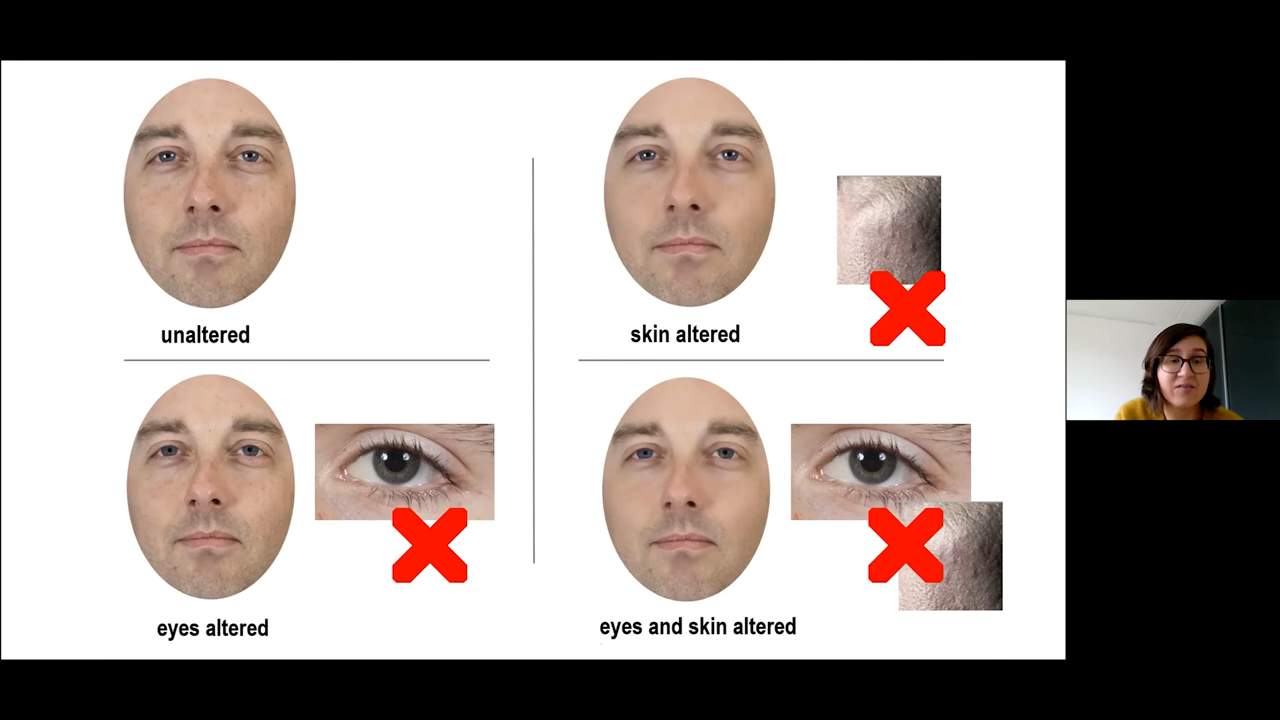 unaltered
skin altered
eyes altered
eyes and skin altered